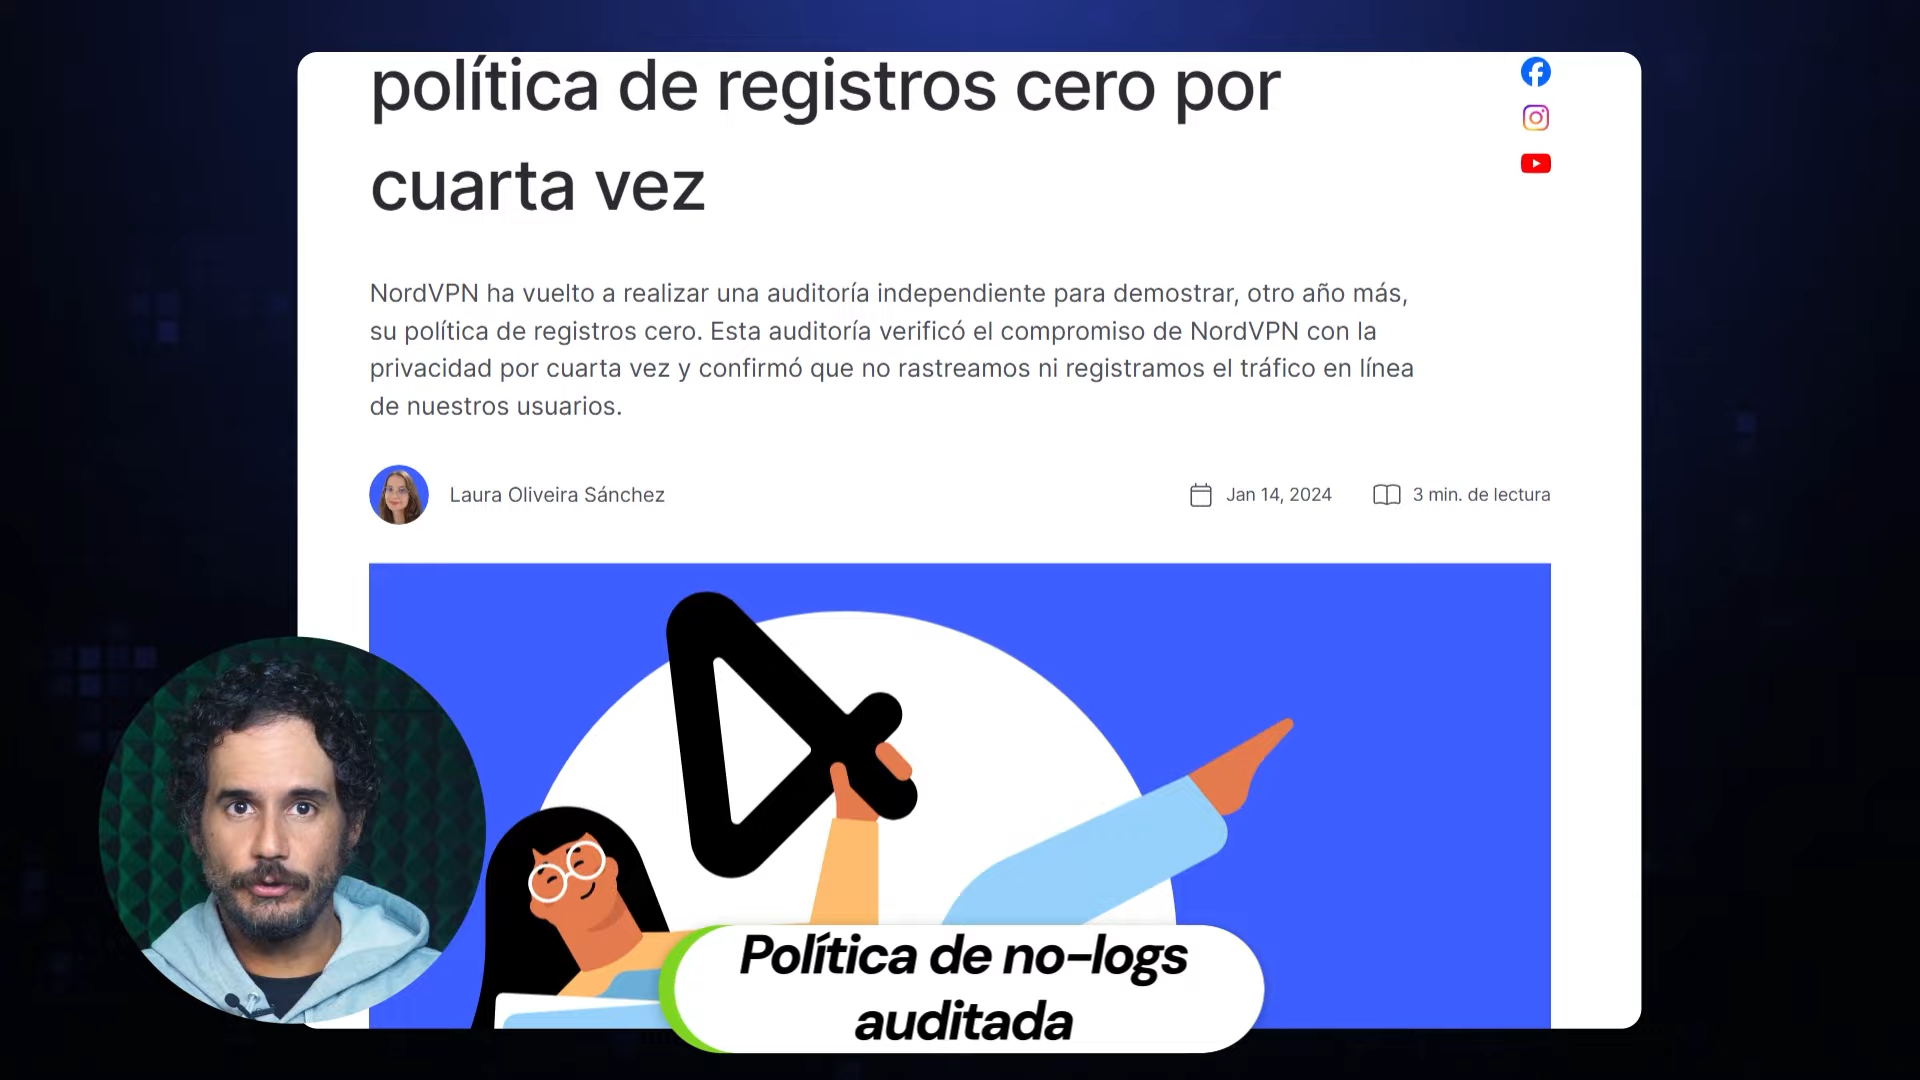 política de registros cero por
cuarta vez
NordVPN ha vuelto a realizar una auditoría independiente para demostrar, otro año más,
su política de registros cero. Esta auditoría verificó el compromiso de NordVPN con la
privacidad por cuarta vez y confirmó que no rastreamos ni registramos el tráfico en línea
de nuestros usuarios.
Laura Oliveira Sánchez
Jan 14, 2024
3 min. de lectura
4
Política de no-logs
auditada